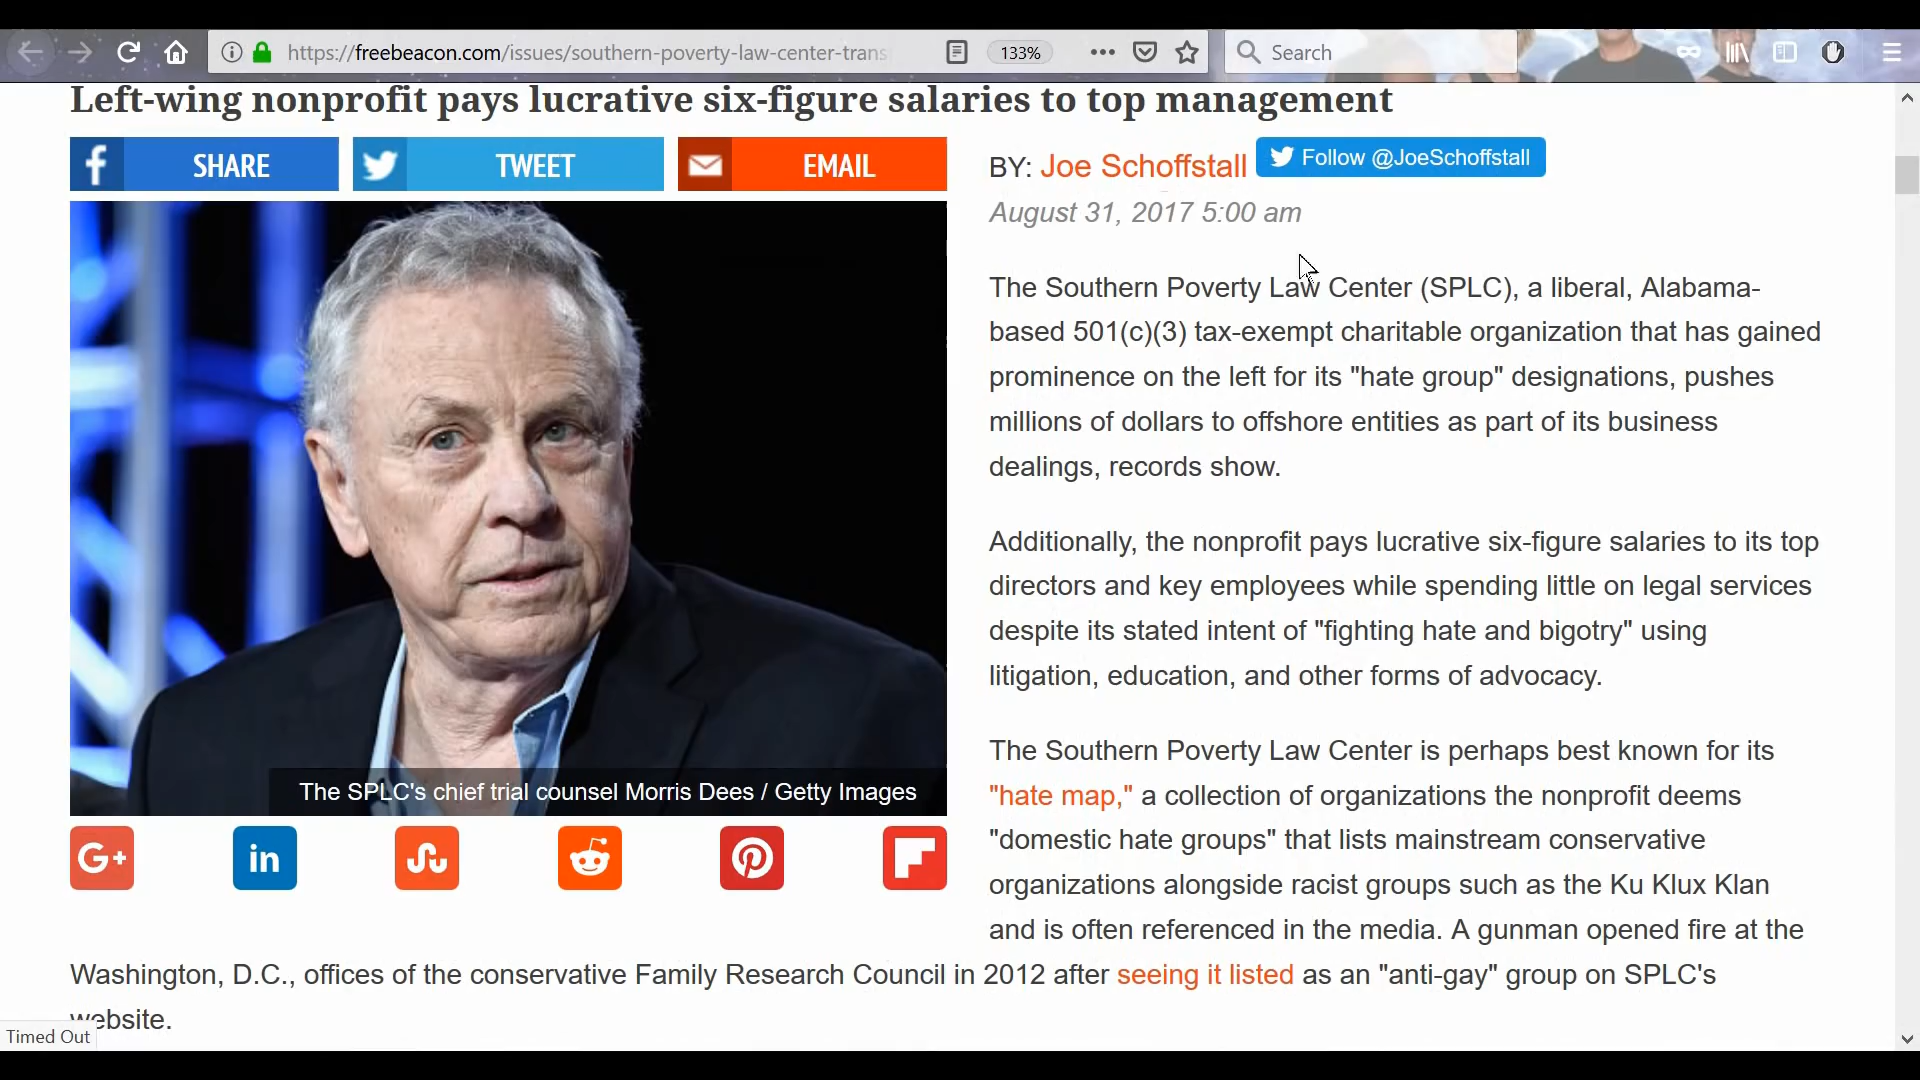 https://freebeacon.com/issues/southern-poverty-law-center-trans
133%
Search
Left-wing nonprofit pays lucrative six-figure salaries to top management
SHARE
TWEET
EMAIL
BY: Joe Schoffstall
Follow @JoeSchoffstall
August 31, 2017 5:00 am
The Southern Poverty Law Center (SPLC), a liberal, Alabama-
based 501(c)(3) tax-exempt charitable organization that has gained
prominence on the left for its "hate group" designations, pushes
millions of dollars to offshore entities as part of its business
dealings, records show.
Additionally, the nonprofit pays lucrative six-figure salaries to its top
directors and key employees while spending little on legal services
despite its stated intent of "fighting hate and bigotry" using
litigation, education, and other forms of advocacy.
The SPLC's chief trial counsel Morris Dees / Getty Images
G+
in
The Southern Poverty Law Center is perhaps best known for its
"hate map," a collection of organizations the nonprofit deems
"domestic hate groups" that lists mainstream conservative
organizations alongside racist groups such as the Ku Klux Klan
and is often referenced in the media. A gunman opened fire at the
Washington, D.C., offices of the conservative Family Research Council in 2012 after seeing it listed as an "anti-gay" group on SPLC's
website.
Timed Out